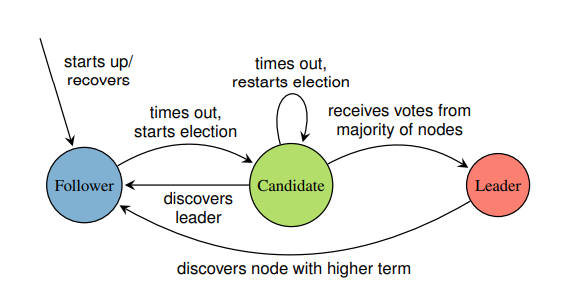 starts up/
recovers
times out,
restarts election
times out,
starts election
receives votes from
majority of nodes
Follower
Candidate
Leader
discovers
leader
discovers node with higher term